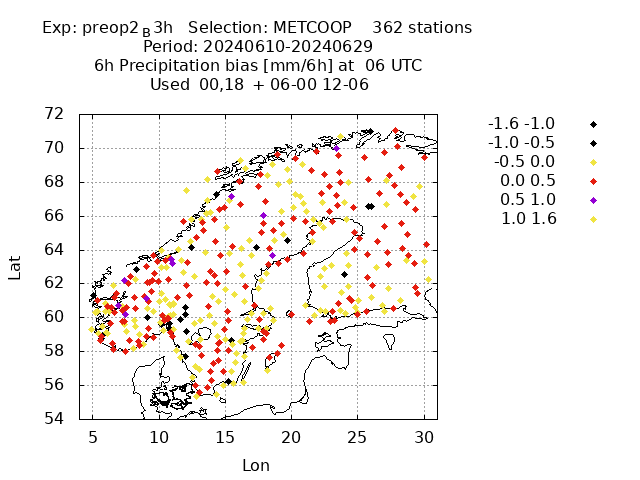 Exp: preop2 B 3h Selection: METCOOP 362 stations
Period: 20240610-20240629
6h Precipitation bias [mm/6h] at 06 UTC
Used 00,18 + 06-00 12-06
-1.6 -1.0
-1.0 -0.5
-0.5 0.0
0.0 0.5
0.5 1.0
1.0 1.6
72
70
68
66
64
62
60
58
56
54
Lat
5 10 15 20 25 30
Lon